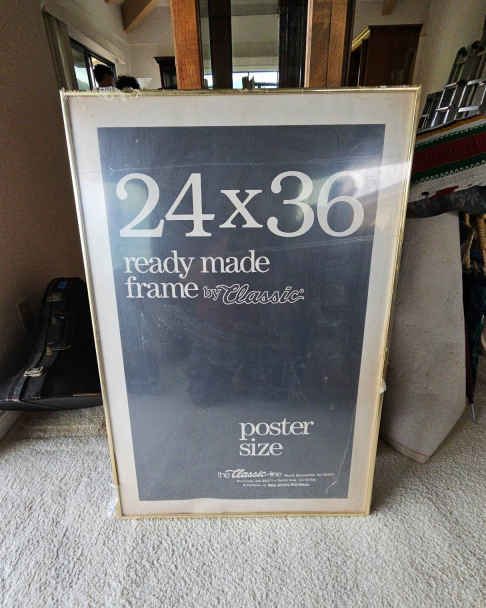 24x36
ready made
frame by Classic®
poster
size
the Classic line